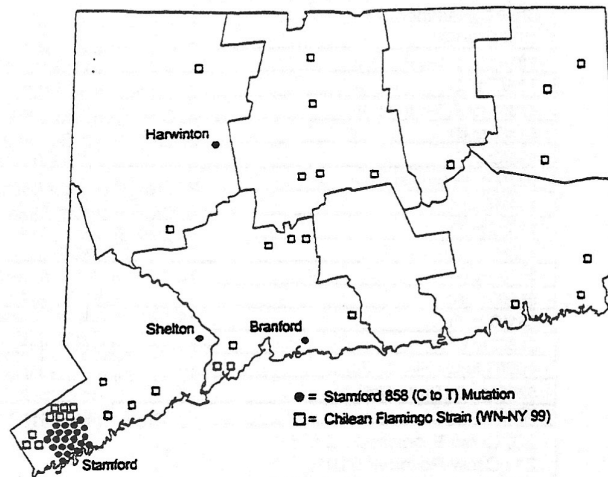 Harwinton
Shelton
Branford
● = Stamford 858 (C to T) Mutation
□ = Chilean Flamingo Strain (WN-NY 99)
Stamford